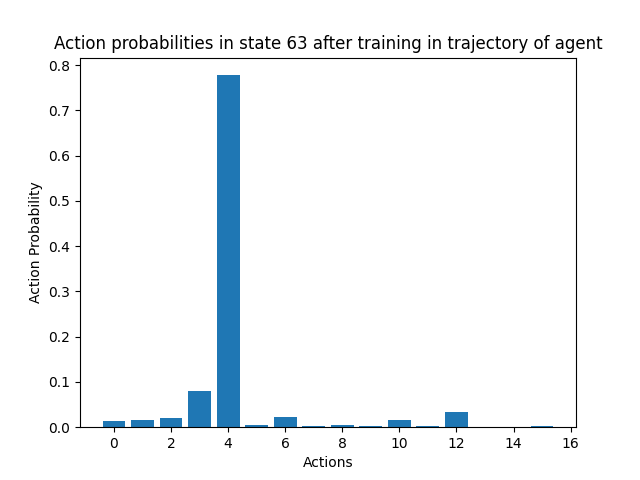 Action probabilities in state 63 after training in trajectory of agent
0.8
0.7
0.6
0.5
0.4
0.3
0.2
0.1
0.0
Action Probability
0 2 4 6 8 10 12 14 16
Actions